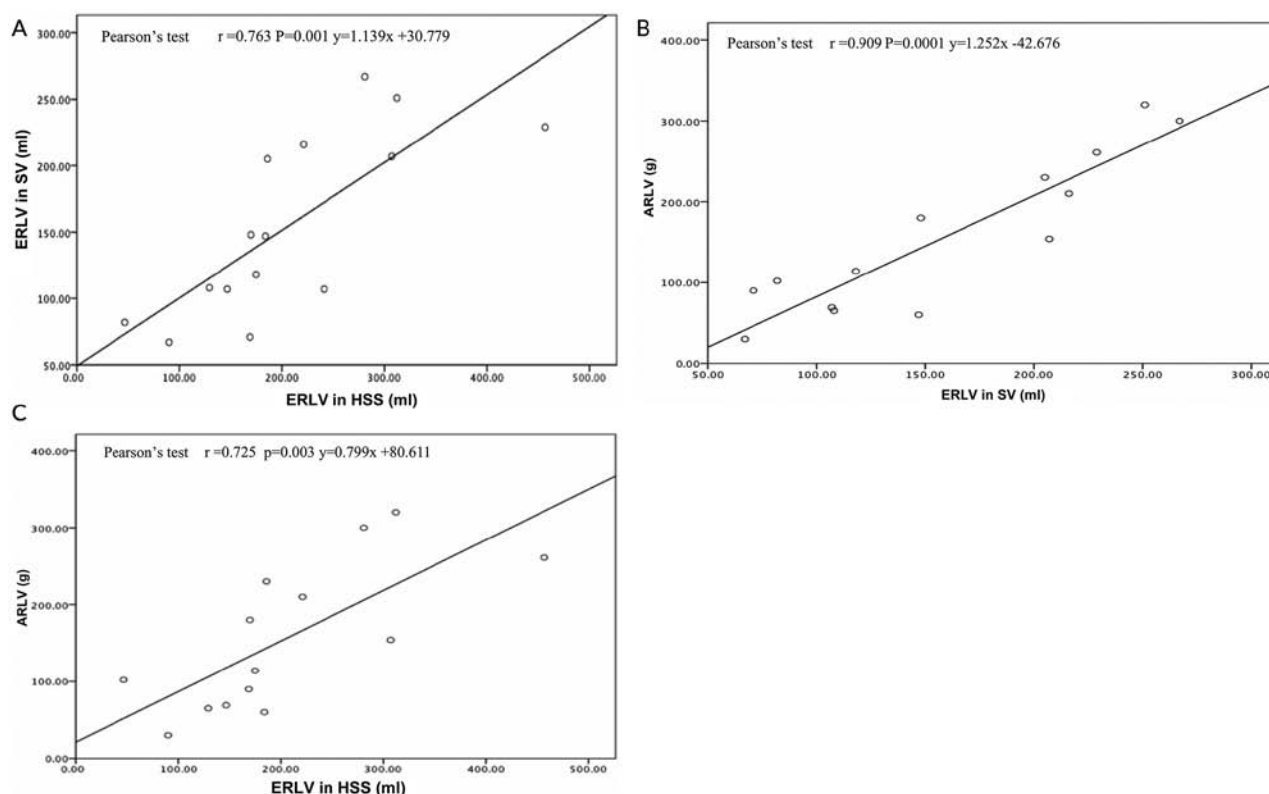 A
Pearson's test r =0.763 P=0.001 y=1.139x +30.779
300.00
250.00
200.00
150.00
100.00
50.00
ERLV in SV (ml)
0.00 100.00 200.00 300.00 400.00 500.00
ERLV in HSS (ml)
B
Pearson's test r =0.909 P=0.0001 y=1.252x -42.676
400.00
300.00
200.00
100.00
0.00
ARLV (g)
50.00 100.00 150.00 200.00 250.00 300.00
ERLV in SV (ml)
C
Pearson's test r =0.725 p=0.003 y=0.799x +80.611
400.00
300.00
200.00
100.00
0.00
ARLV (g)
0.00 100.00 200.00 300.00 400.00 500.00
ERLV in HSS (ml)